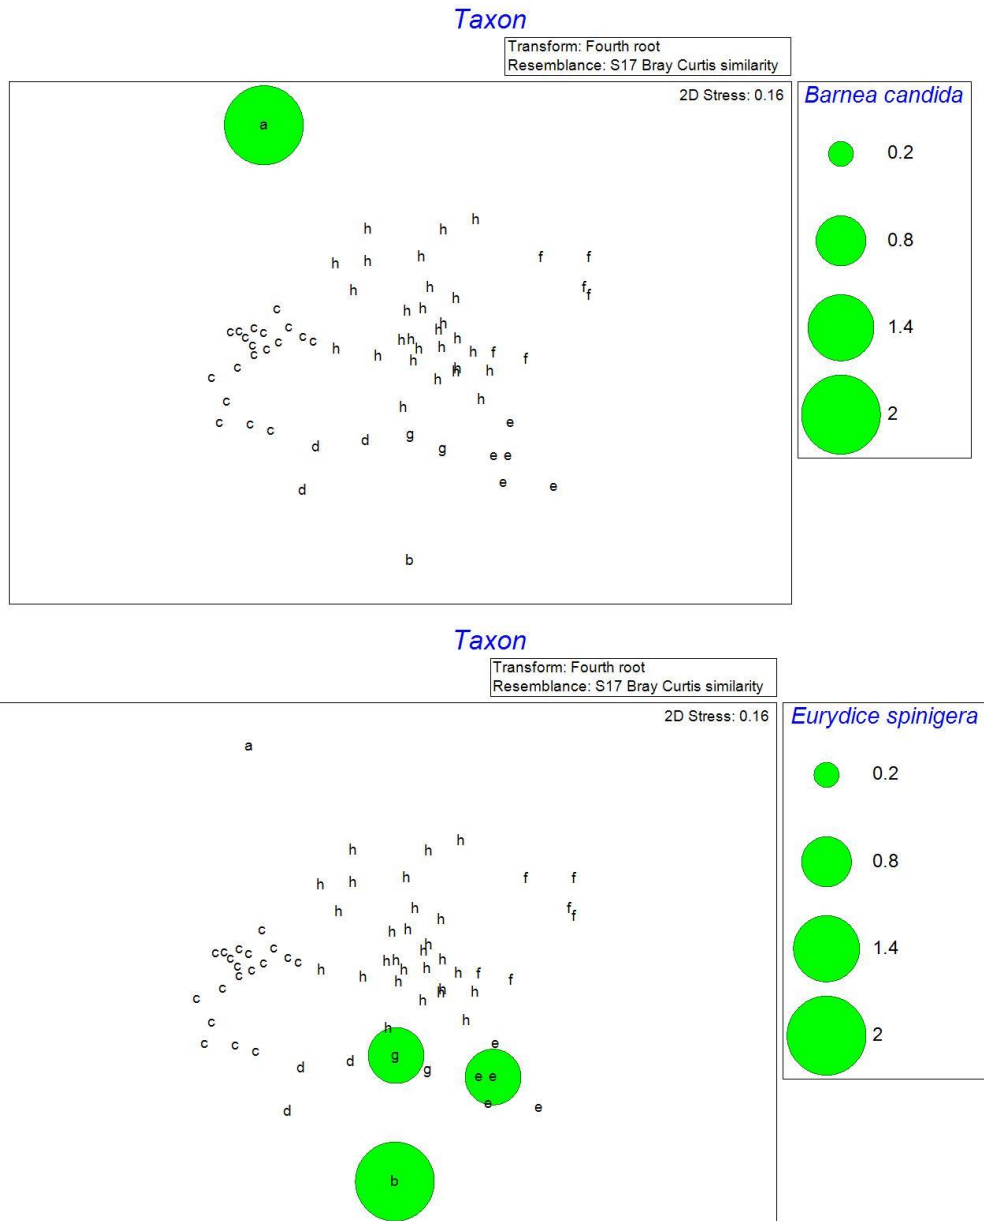 Taxon
Transform: Fourth root
Resemblance: S17 Bray Curtis similarity
2D Stress: 0.16
Barnea candida
0.2
0.8
1.4
2
a
h
h h
h f f
h h
h h f
f
h
c h h
c c c c c h h
c c c h h h
c c c h h h h f
c h h f
c h h h
c h
c h h
c e
c c g
d d g
e e
d e e
b
Taxon
Transform: Fourth root
Resemblance: S17 Bray Curtis similarity
2D Stress: 0.16
Eurydice spinigera
0.2
0.8
1.4
2
a
h
h h
h f f
h h
h h f
f
h
c h h
c c c c c h h
c c c h h h
c c c h h h h f
c h h f
c h h h
c h
c h h
c e
c c g
d d g
e e
d e e
b